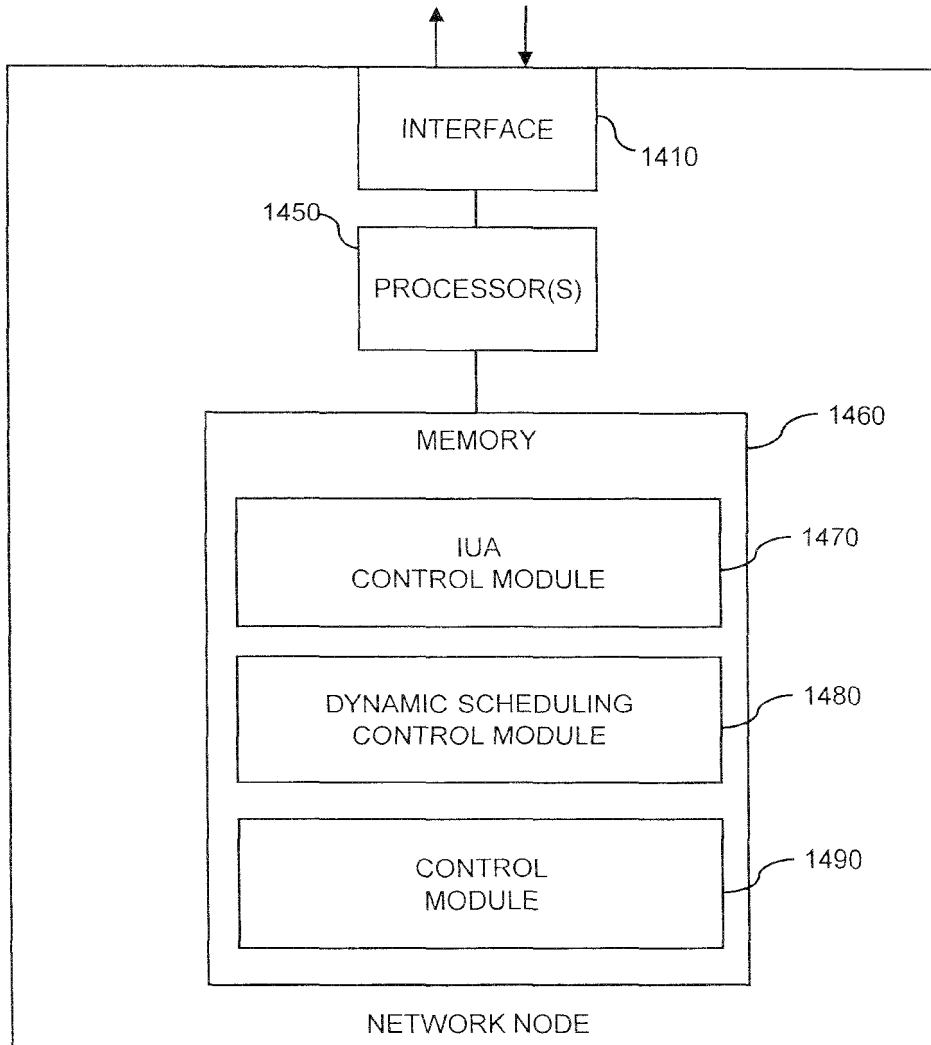 INTERFACE
1410
1450
PROCESSOR(S)
1460
MEMORY
IUA
CONTROL MODULE
1470
DYNAMIC SCHEDULING
CONTROL MODULE
1480
CONTROL
MODULE
1490
NETWORK NODE